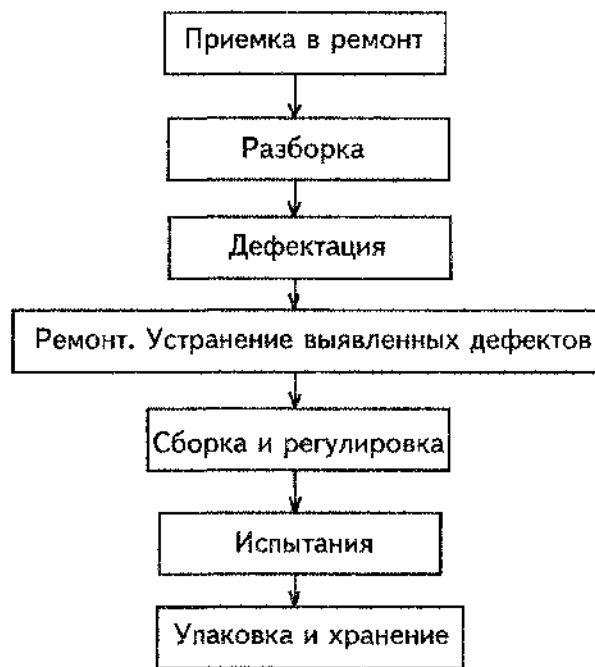 Приемка в ремонт
Разборка
Дефектация
Ремонт. Устранение выявленных дефектов
Сборка и регулировка
Испытания
Упаковка и хранение